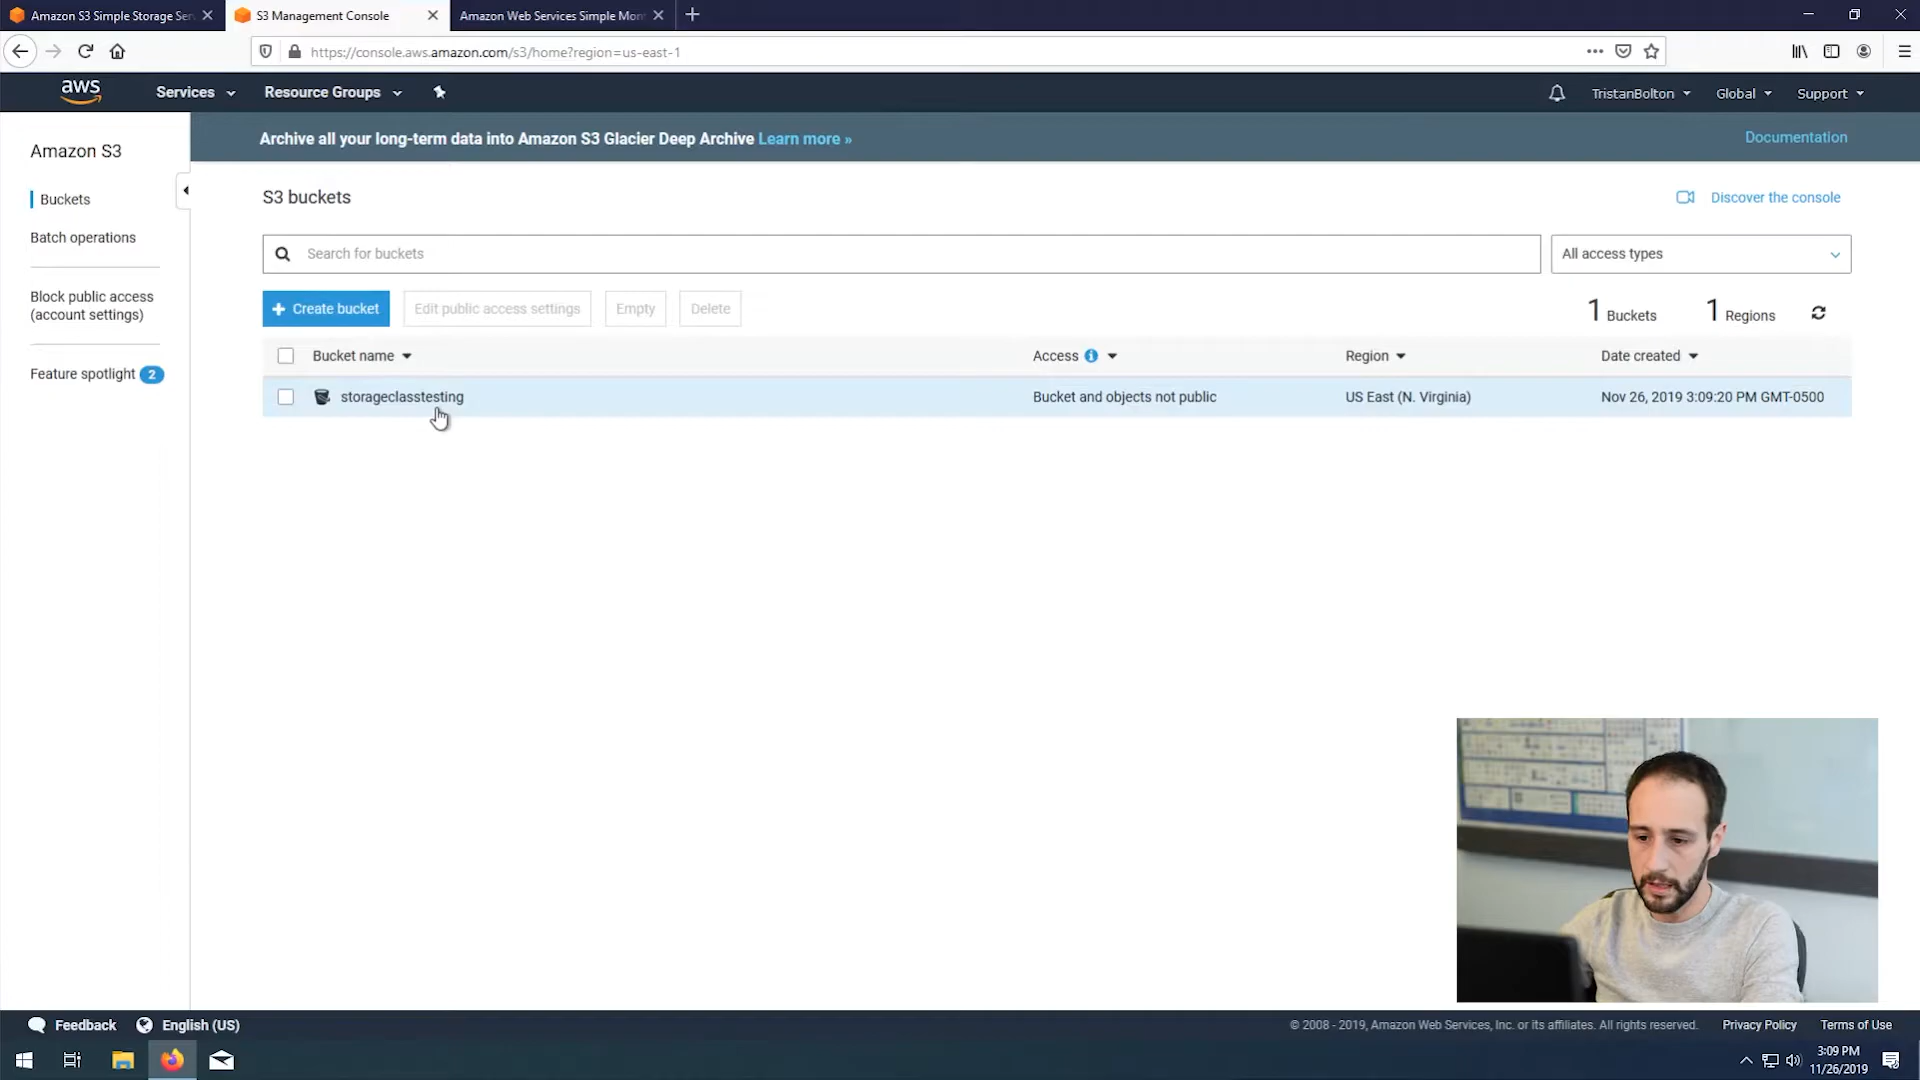 Amazon S3 Simple Storage Ser
S3 Management Console
Amazon Web Services Simple Mon
https://console.aws.amazon.com/s3/home?region=us-east-1
aws
Services
Resource Groups
TristanBolton
Global
Support
Amazon S3
Buckets
Batch operations
Block public access
(account settings)
Feature spotlight 2
Archive all your long-term data into Amazon S3 Glacier Deep Archive Learn more »
Documentation
S3 buckets
Discover the console
Search for buckets
All access types
+ Create bucket
Edit public access settings
Empty
Delete
1 Buckets
1 Regions
Bucket name
Access
Region
Date created
storageclasstesting
Bucket and objects not public
US East (N. Virginia)
Nov 26, 2019 3:09:20 PM GMT-0500
Feedback
English (US)
© 2008 - 2019, Amazon Web Services, Inc. or its affiliates. All rights reserved.
Privacy Policy
Terms of Use
3:09 PM
11/26/2019